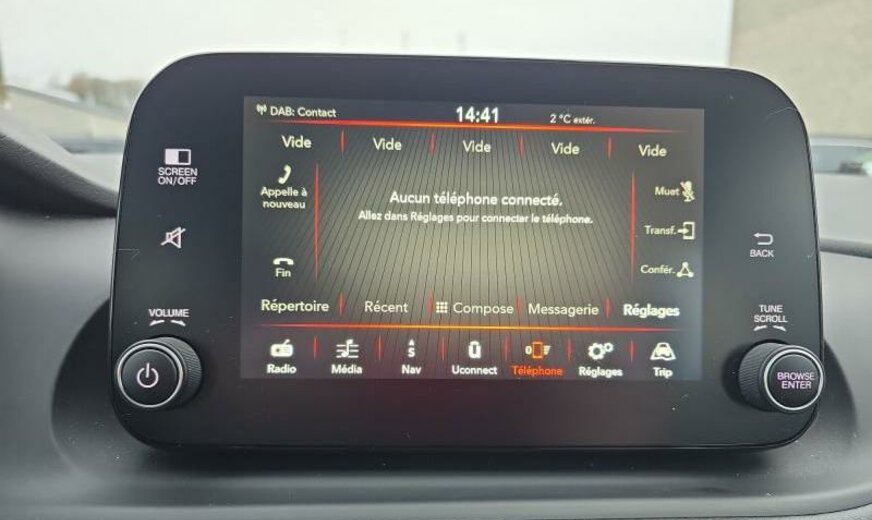 DAB: Contact
14:41
2 °C extér.
Vide
Vide
Vide
Vide
Vide
SCREEN
ON/OFF
Appelle à
nouveau
Aucun téléphone connecté.
Allez dans Réglages pour connecter le téléphone.
Muet
Transf.
BACK
Fin
Confér.
Répertoire
Récent
Compose
Messagerie
Réglages
VOLUME
TUNE
SCROLL
Radio
Média
S
Nav
Uconnect
Téléphone
Réglages
Trip
BROWSE
ENTER